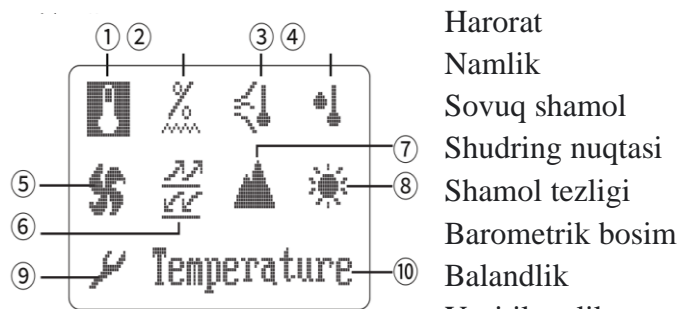 ① ② ③ ④
⑤ ⑦
⑥ ⑧
⑨ Temperature ⑩
%
Harorat
Namlik
Sovuq shamol
Shudring nuqtasi
Shamol tezligi
Barometrik bosim
Balandlik